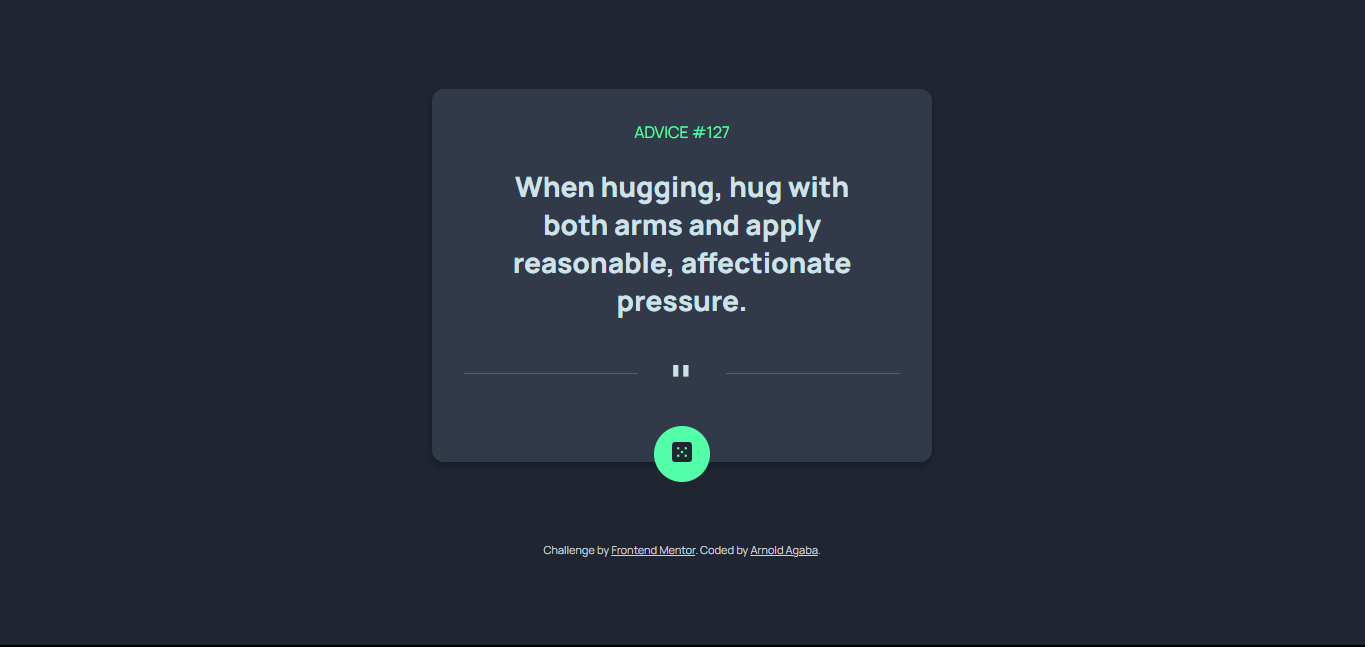 ADVICE #127
When hugging, hug with
both arms and apply
reasonable, affectionate
pressure.
"
Challenge by Frontend Mentor. Coded by Arnold Agaba.